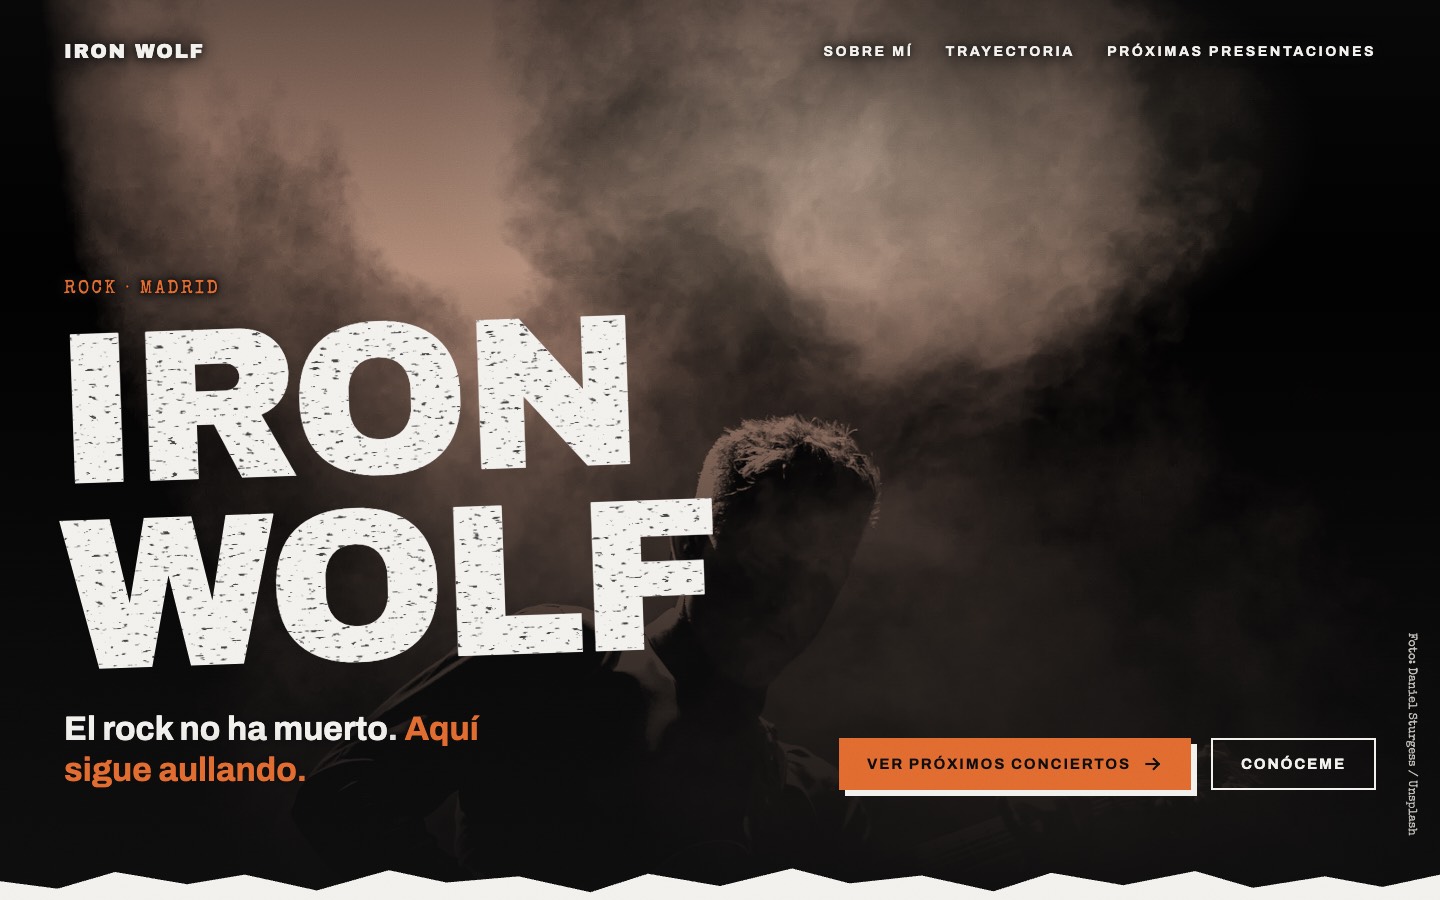 IRON WOLF
SOBRE MÍ
TRAYECTORIA
PRÓXIMAS PRESENTACIONES
ROCK · MADRID
IRON
WOLF
El rock no ha muerto. Aquí
sigue aullando.
VER PRÓXIMOS CONCIERTOS →
CONÓCEME
Foto: Daniel Sturgess / Unsplash